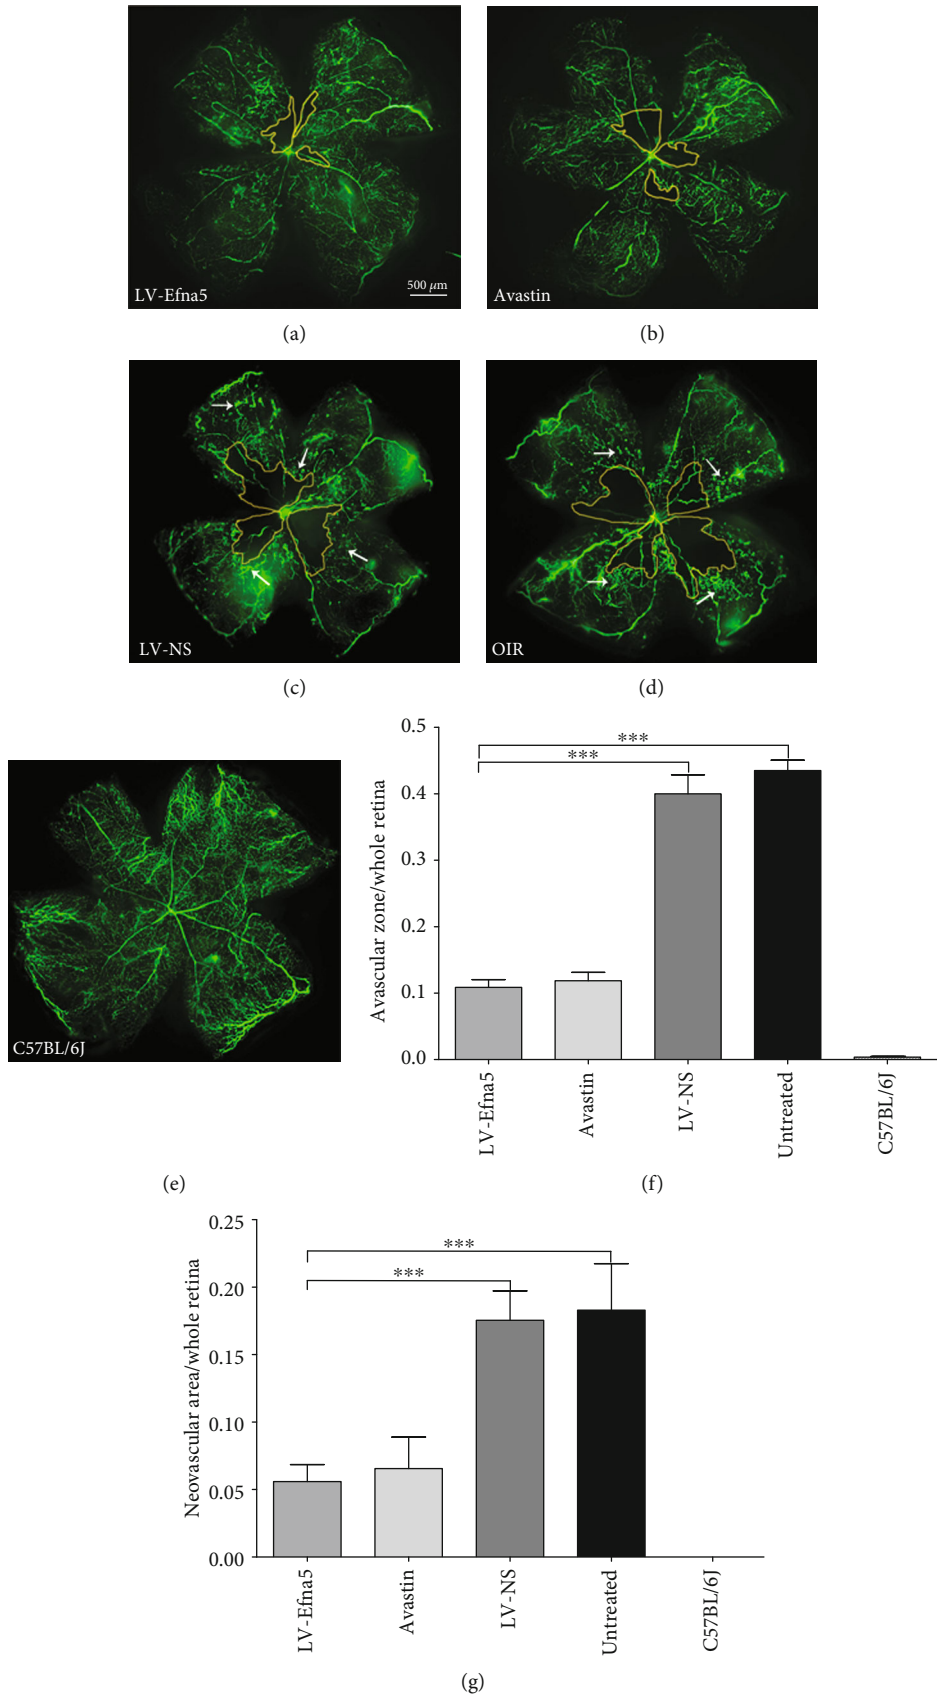 LV-Efna5
500 μm
(a)
Avastin
(b)
LV-NS
(c)
OIR
(d)
C57BL/6J
(e)
Avascular zone/whole retina
0.5
0.4
0.3
0.2
0.1
0.0
***
***
LV-Efna5
Avastin
LV-NS
Untreated
C57BL/6J
(f)
Neovascular area/whole retina
0.25
0.20
0.15
0.10
0.05
0.00
***
***
LV-Efna5
Avastin
LV-NS
Untreated
C57BL/6J
(g)